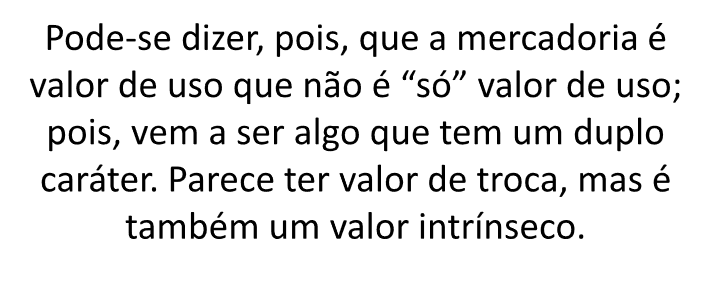 Pode-se dizer, pois, que a mercadoria é
valor de uso que não é “só” valor de uso;
pois, vem a ser algo que tem um duplo
caráter. Parece ter valor de troca, mas é
também um valor intrínseco.